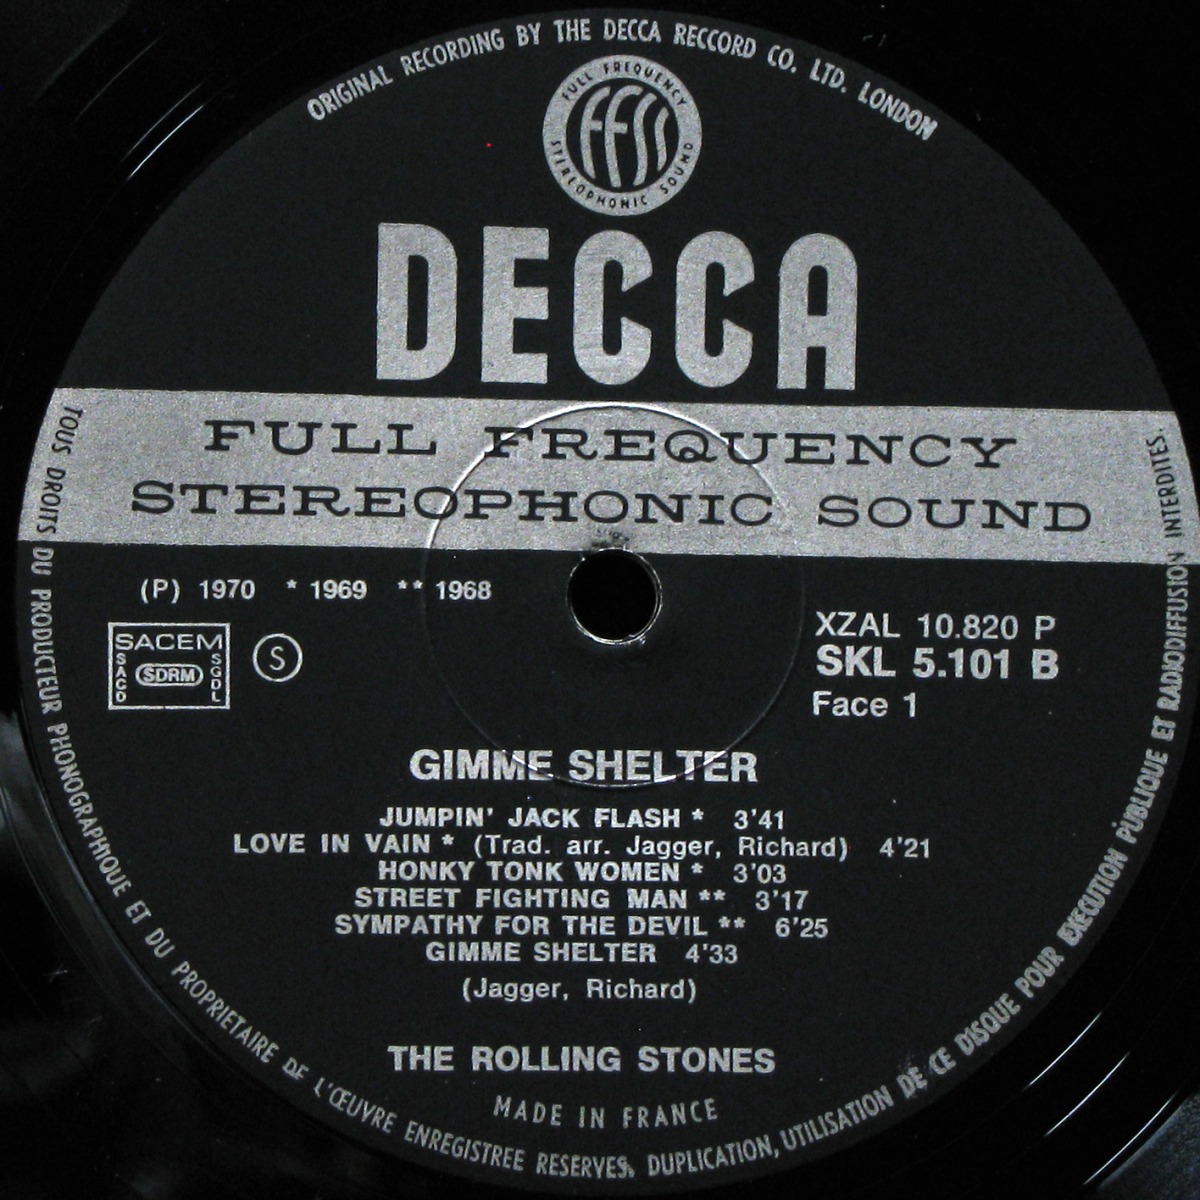 ORIGINAL RECORDING BY THE DECCA RECCORD CO. LTD. LONDON
FULL FREQUENCY
FFSS
STEREOPHONIC SOUND
DECCA
FULL FREQUENCY
STEREOPHONIC SOUND
(P) 1970 * 1969 ** 1968
SACEM
SACD
SDRM
SGDL
S
XZAL 10.820 P
SKL 5.101 B
Face 1
GIMME SHELTER
JUMPIN' JACK FLASH * 3'41
LOVE IN VAIN * (Trad. arr. Jagger, Richard) 4'21
HONKY TONK WOMEN * 3'03
STREET FIGHTING MAN ** 3'17
SYMPATHY FOR THE DEVIL ** 6'25
GIMME SHELTER 4'33
(Jagger, Richard)
THE ROLLING STONES
MADE IN FRANCE
TOUS DROITS DU PRODUCTEUR PHONOGRAPHIQUE ET DU PROPRIETAIRE DE L'ŒUVRE ENREGISTREE RESERVES. DUPLICATION, UTILISATION DE CE DISQUE POUR EXECUTION PUBLIQUE ET RADIODIFFUSION INTERDITES.